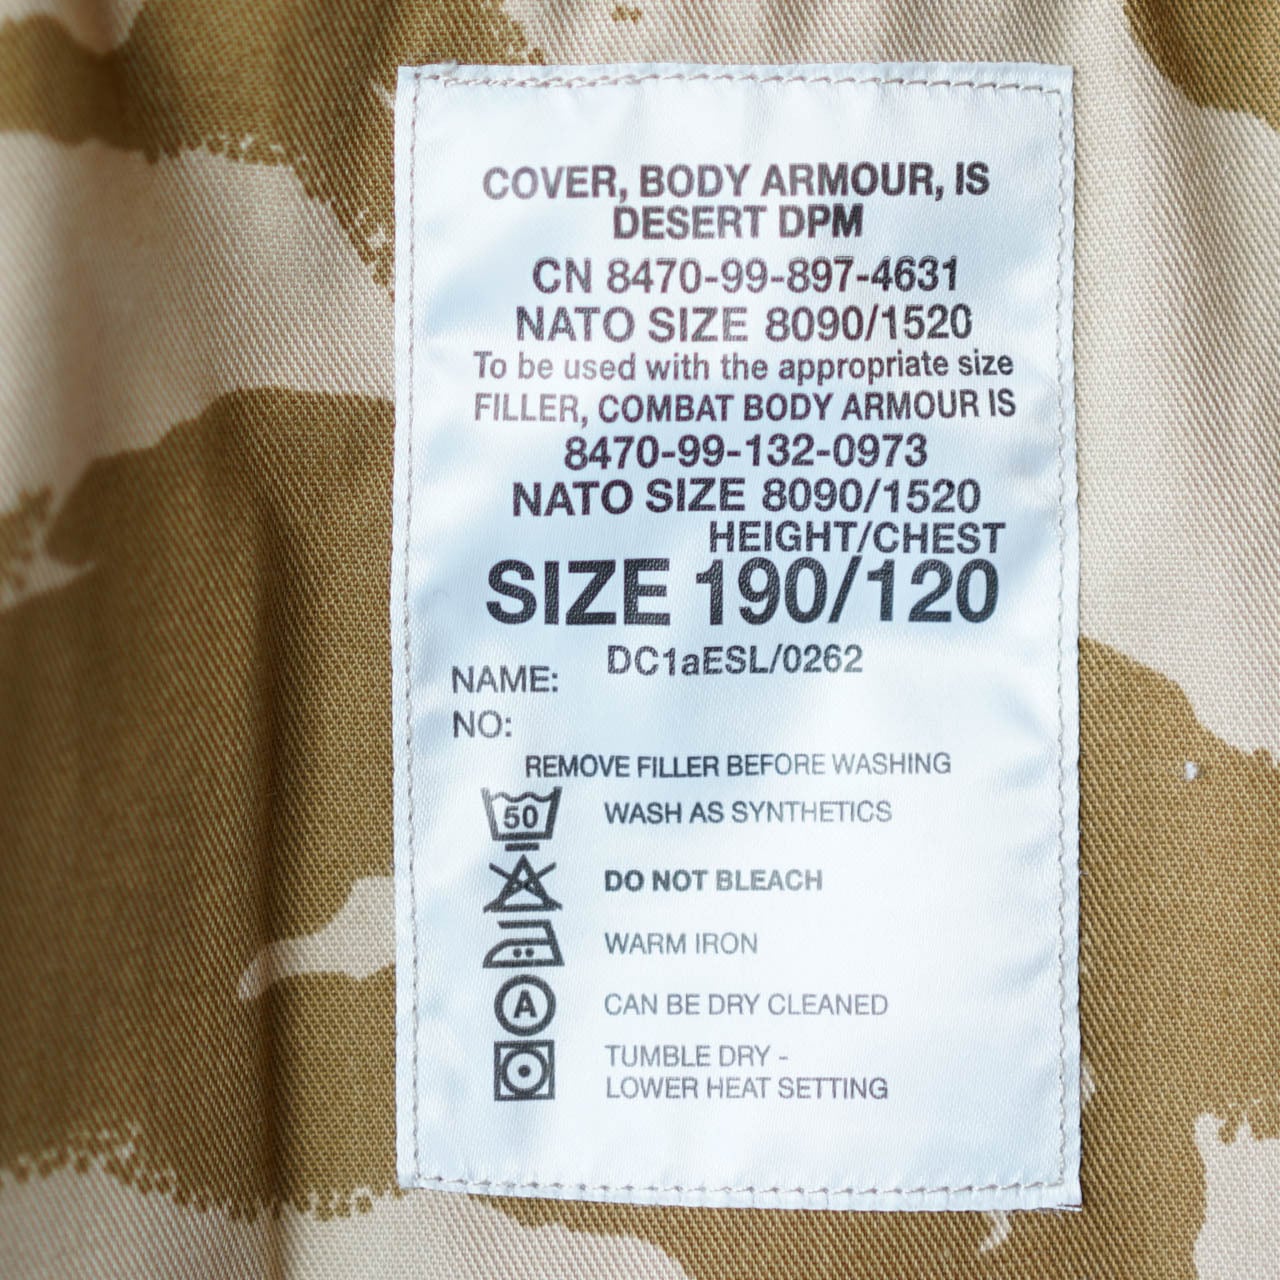 COVER, BODY ARMOUR, IS
DESERT DPM
CN 8470-99-897-4631
NATO SIZE 8090/1520
To be used with the appropriate size
FILLER, COMBAT BODY ARMOUR IS
8470-99-132-0973
NATO SIZE 8090/1520
HEIGHT/CHEST
SIZE 190/120
DC1aESL/0262
NAME:
NO:
REMOVE FILLER BEFORE WASHING
50 WASH AS SYNTHETICS
DO NOT BLEACH
WARM IRON
A CAN BE DRY CLEANED
TUMBLE DRY -
LOWER HEAT SETTING